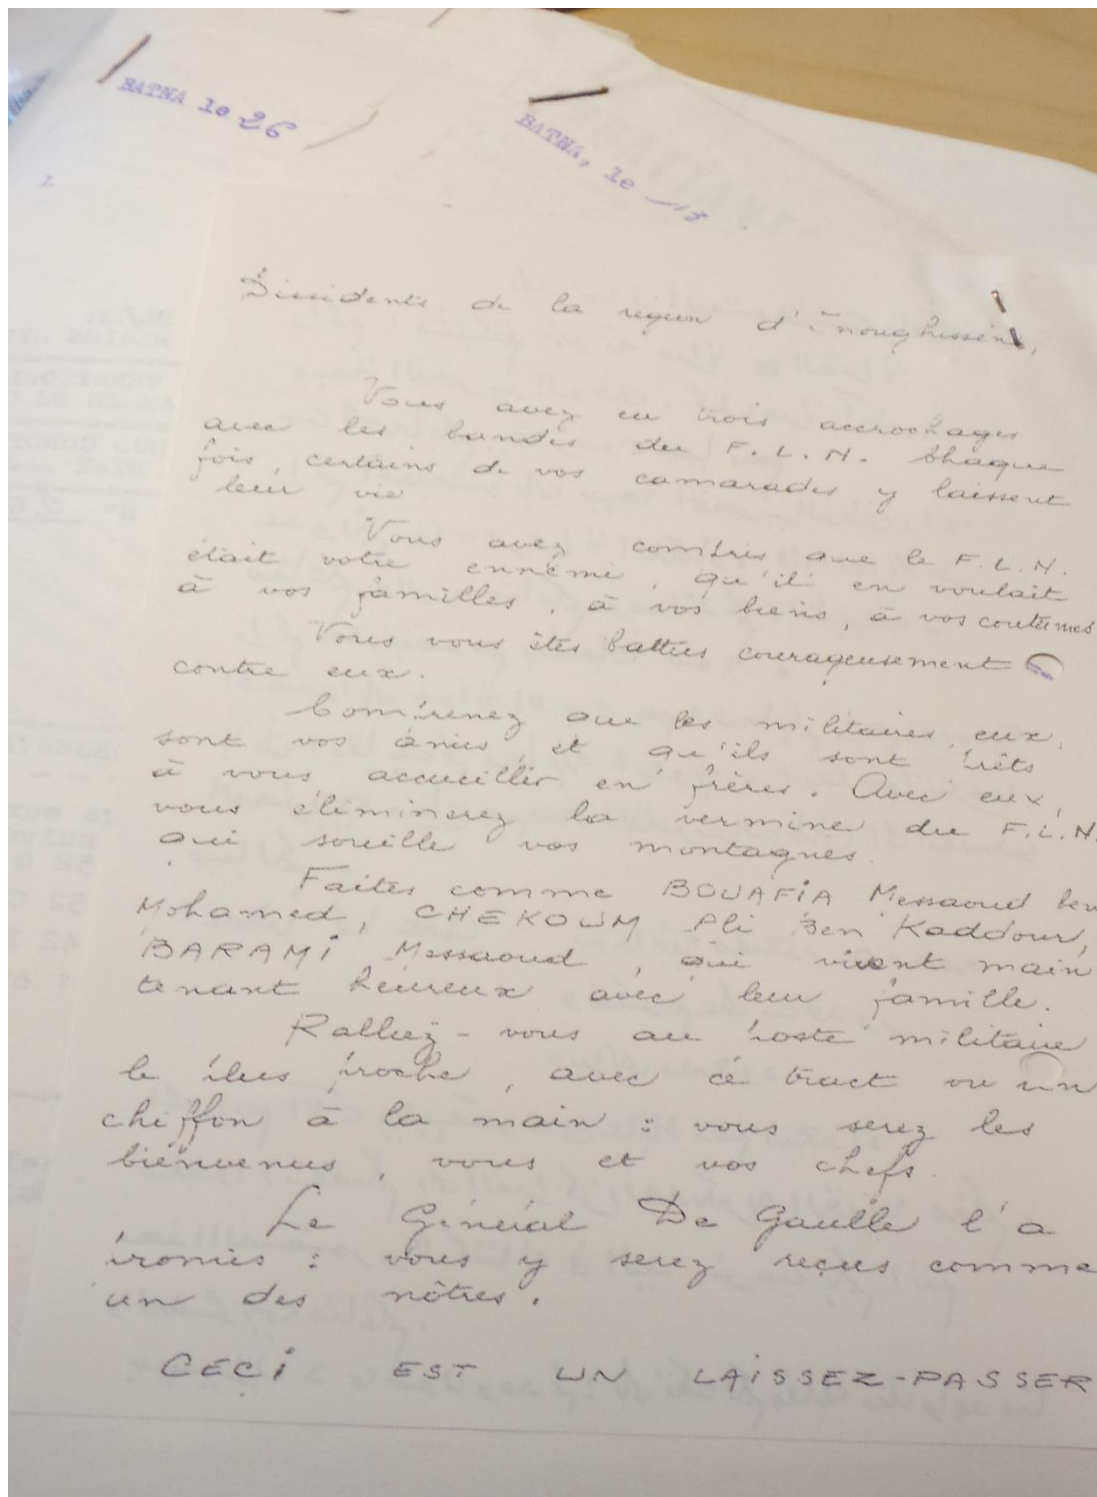 BATNA le 26
BATNA, le 13
Dissidents de la région d'Inoughissène,
Vous avez eu trois accrochages
avec les bandes du F.L.N. Chaque
fois, certains de vos camarades y laissent
leur vie
Vous avez compris que le F.L.N.
était votre ennemi, qu'il en voulait
à vos familles, à vos biens, à vos coutumes
Vous vous êtes battus courageusement
contre eux.
Comprenez que les militaires, eux,
sont vos amis, et qu'ils sont prêts
à vous accueillir en frères. Avec eux,
vous éliminerez la vermine du F.L.N.
qui souille vos montagnes.
Faites comme BOUAFIA Messaoud ben
Mohamed, CHEKOUM Ali Ben Kaddour,
BARAMI Messaoud, qui vivent main
tenant heureux avec leur famille.
Ralliez-vous au poste militaire
le plus proche, avec ce tract ou un
chiffon à la main : vous serez les
bienvenus, vous et vos chefs.
Le Général De Gaulle l'a
promis : vous y serez reçus comme
un des nôtres.
CECI EST UN LAISSEZ-PASSER